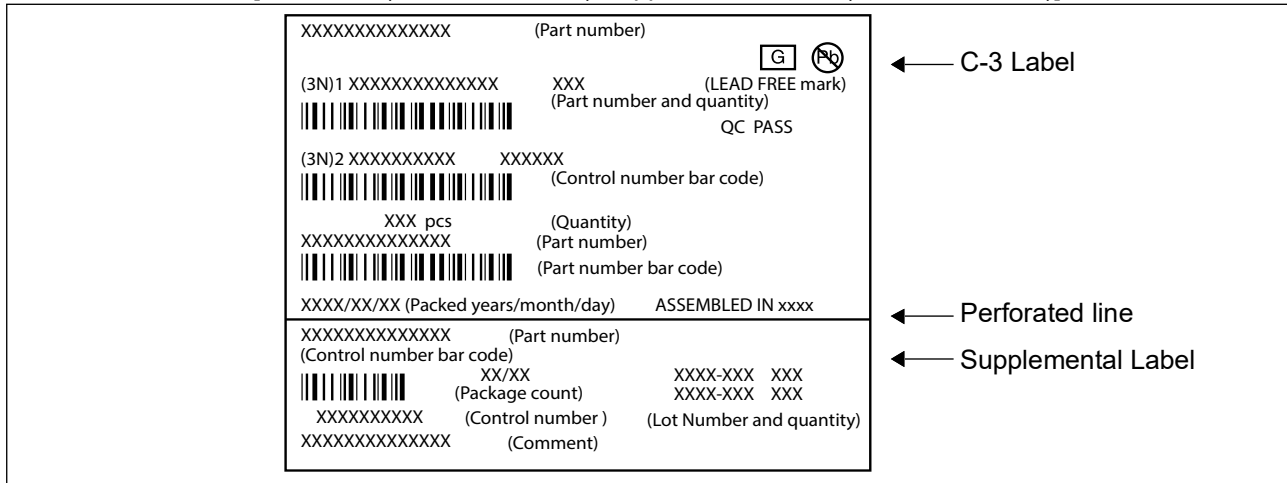 XXXXXXXXXXXXXX (Part number)
G Pb
C-3 Label
(3N)1 XXXXXXXXXXXXXX XXX (LEAD FREE mark)
(Part number and quantity)
QC PASS
(3N)2 XXXXXXXXXX XXXXXX
(Control number bar code)
XXX pcs (Quantity)
XXXXXXXXXXXXXX (Part number)
(Part number bar code)
XXXX/XX/XX (Packed years/month/day) ASSEMBLED IN xxxx
Perforated line
XXXXXXXXXXXXXX (Part number)
(Control number bar code)
Supplemental Label
XX/XX XXXX-XXX XXX
(Package count) XXXX-XXX XXX
XXXXXXXXXX (Control number ) (Lot Number and quantity)
XXXXXXXXXXXXXX (Comment)